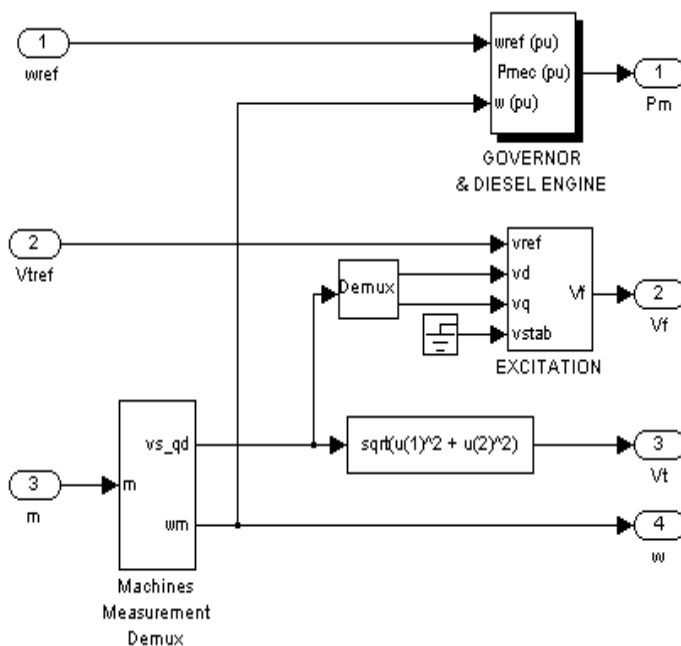 1
wref
wref (pu)
Pmec (pu)
w (pu)
GOVERNOR
& DIESEL ENGINE
1
Pm
2
Vtref
Demux
vref
vd
vq
vstab
Vf
EXCITATION
2
Vf
3
m
m
vs_qd
wm
Machines
Measurement
Demux
sqrt(u(1)^2 + u(2)^2)
3
Vt
4
w